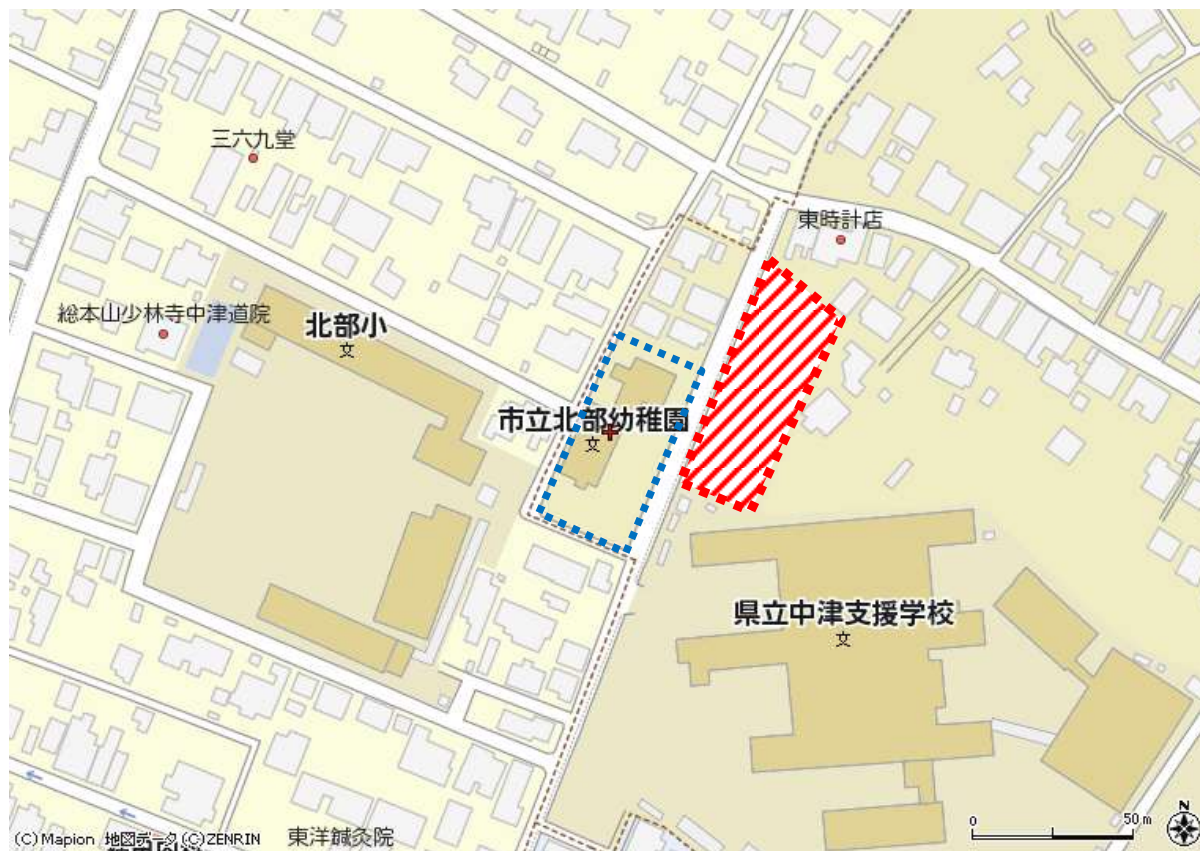 三六九堂
東時計店
総本山少林寺中津道院
北部小
文
市立北部幼稚園
文
県立中津支援学校
文
N
0
50 m
(C)Mapion 地図データ(C)ZENRIN
東洋鍼灸院